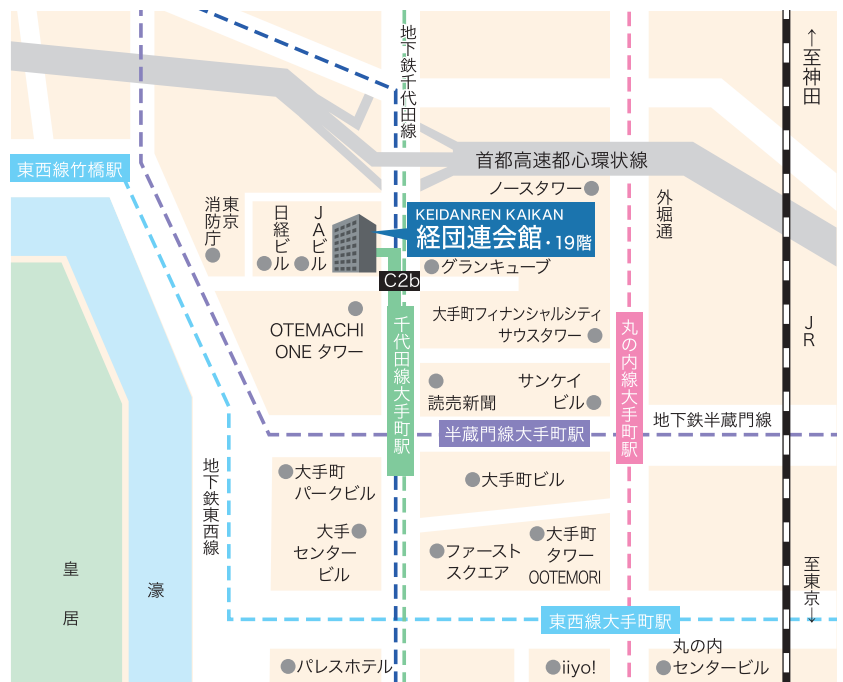 地下鉄千代田線
↑至神田
首都高速都心環状線
東西線竹橋駅
ノースタワー
外堀通
東京
消防庁
日経ビル
JAビル
KEIDANREN KAIKAN
経団連会館・19階
グランキューブ
C2b
OTEMACHI
ONE タワー
千代田線大手町駅
大手町フィナンシャルシティ
サウスタワー
丸の内線大手町駅
JR
読売新聞
サンケイ
ビル
半蔵門線大手町駅
地下鉄半蔵門線
地下鉄東西線
大手町
パークビル
大手町ビル
大手
センター
ビル
ファースト
スクエア
大手町
タワー
OOTEMORI
皇居
濠
至東京↓
東西線大手町駅
パレスホテル
iiyo!
丸の内
センタービル